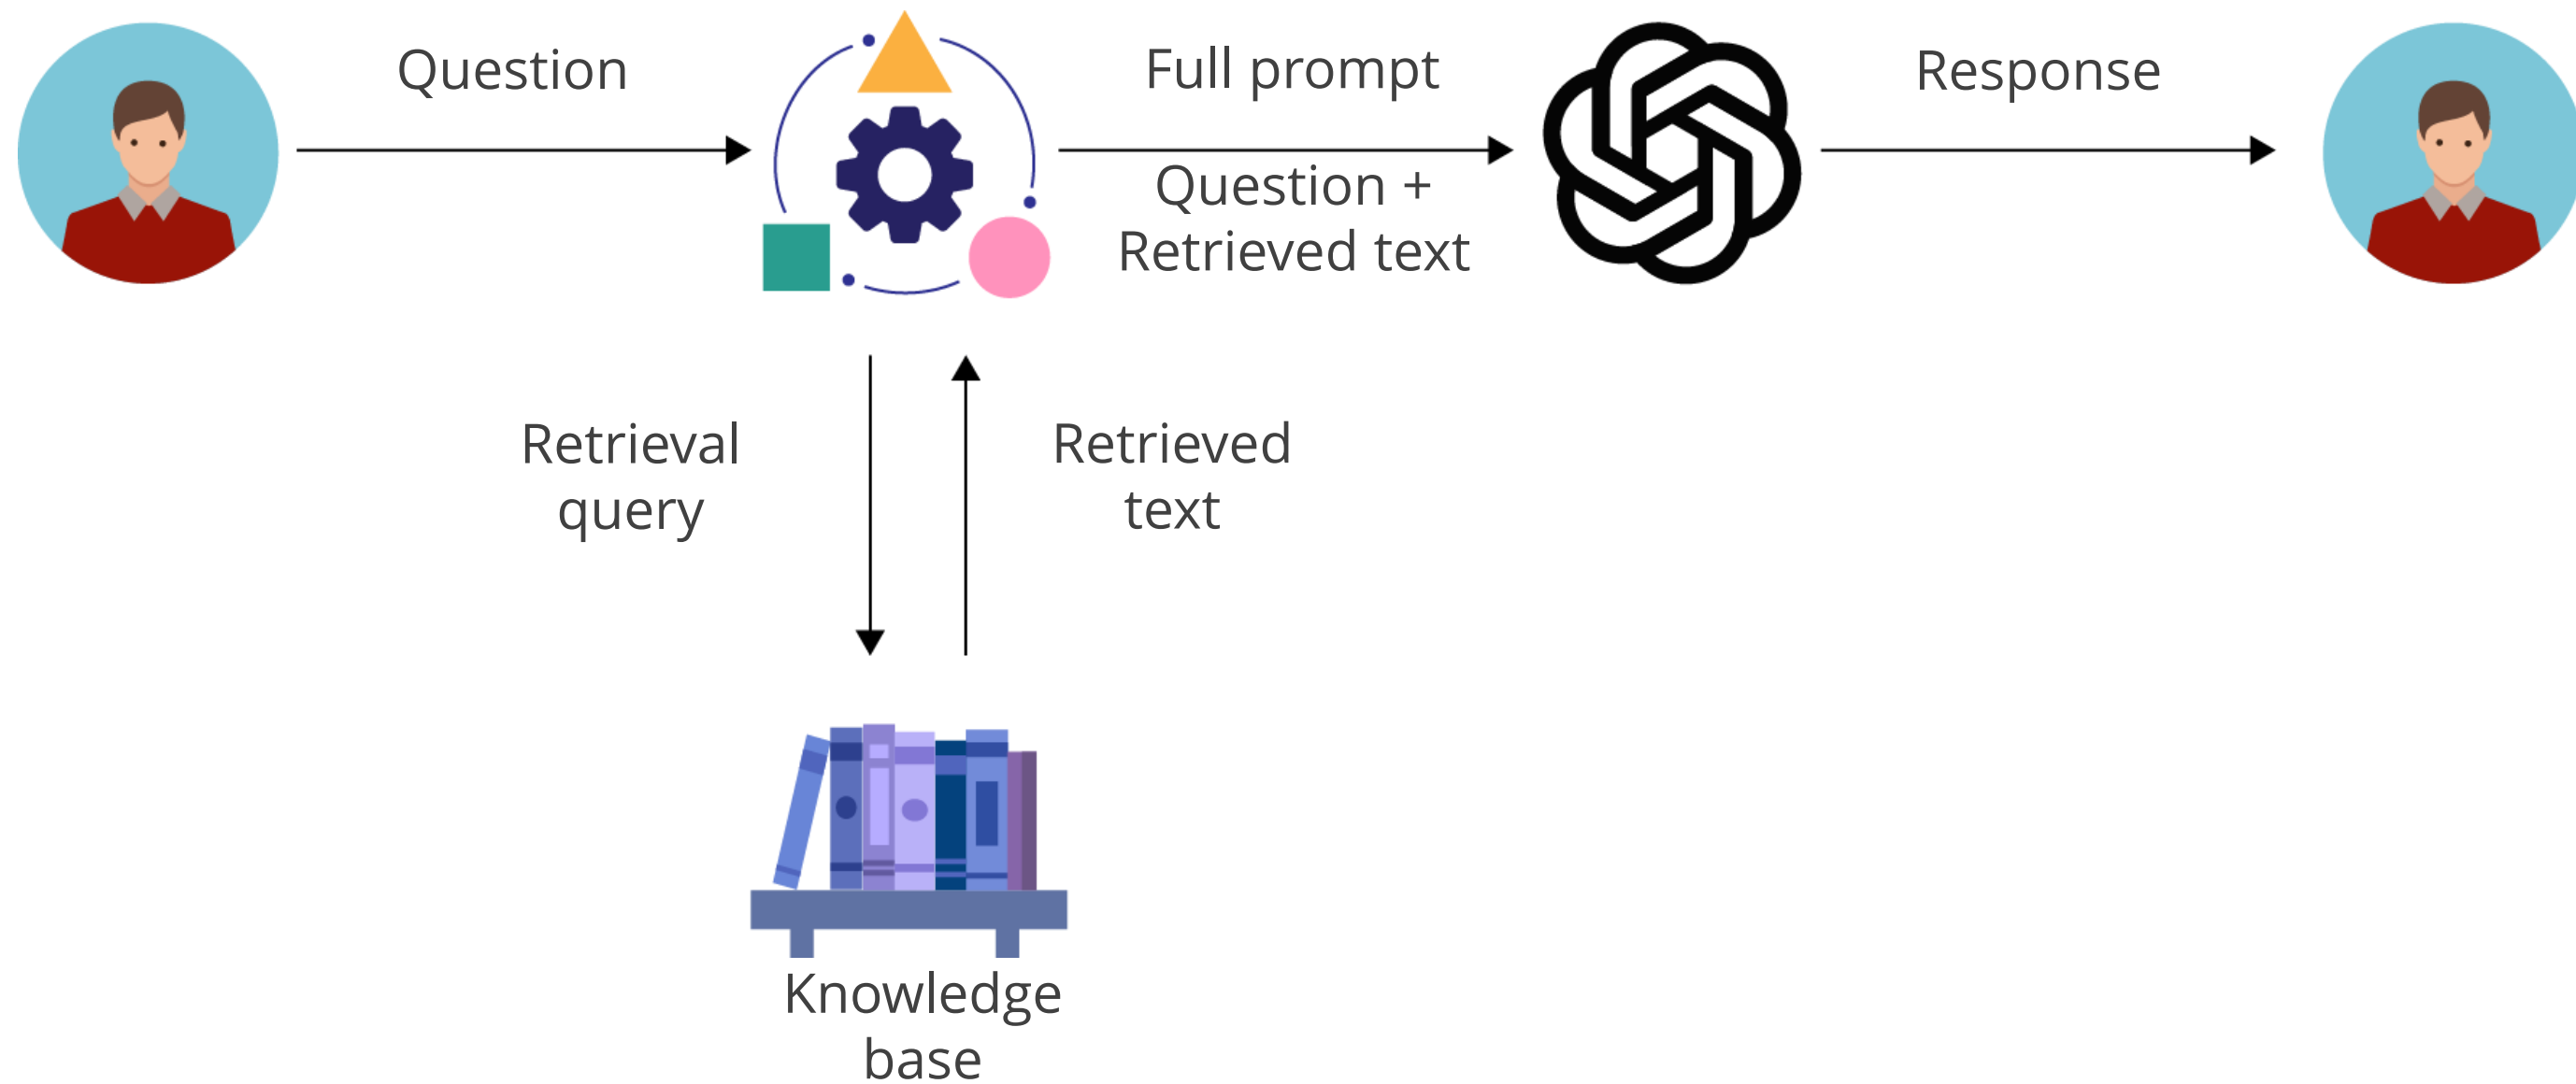 Question
Full prompt
Question +
Retrieved text
Response
Retrieval
query
Retrieved
text
Knowledge
base